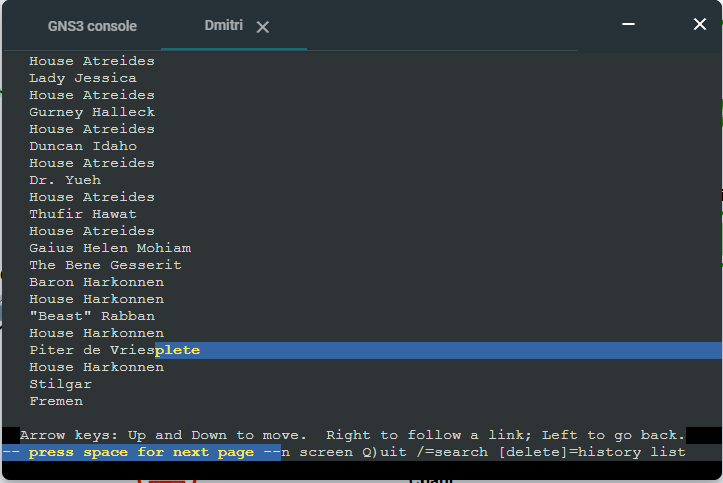 GNS3 console
Dmitri
House Atreides
Lady Jessica
House Atreides
Gurney Halleck
House Atreides
Duncan Idaho
House Atreides
Dr. Yueh
House Atreides
Thufir Hawat
House Atreides
Gaius Helen Mohiam
The Bene Gesserit
Baron Harkonnen
House Harkonnen
"Beast" Rabban
House Harkonnen
Piter de Vriesplete
House Harkonnen
Stilgar
Fremen
Arrow keys: Up and Down to move.  Right to follow a link; Left to go back.
-- press space for next page --n screen Q)uit /=search [delete]=history list